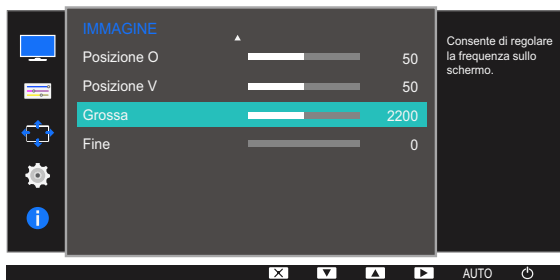 IMMAGINE
Posizione O 50
Posizione V 50
Grossa 2200
Fine 0
Consente di regolare
la frequenza sullo
schermo.
AUTO